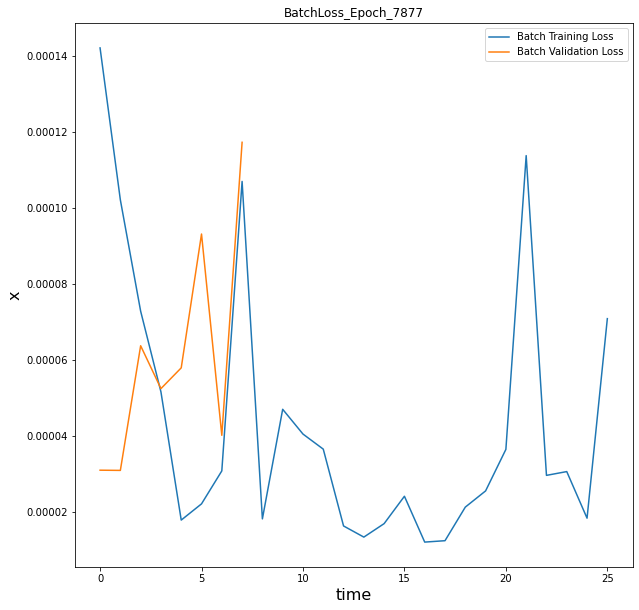 BatchLoss_Epoch_7877
Batch Training Loss
Batch Validation Loss
0.00014
0.00012
0.00010
0.00008
0.00006
0.00004
0.00002
x
0 5 10 15 20 25
time